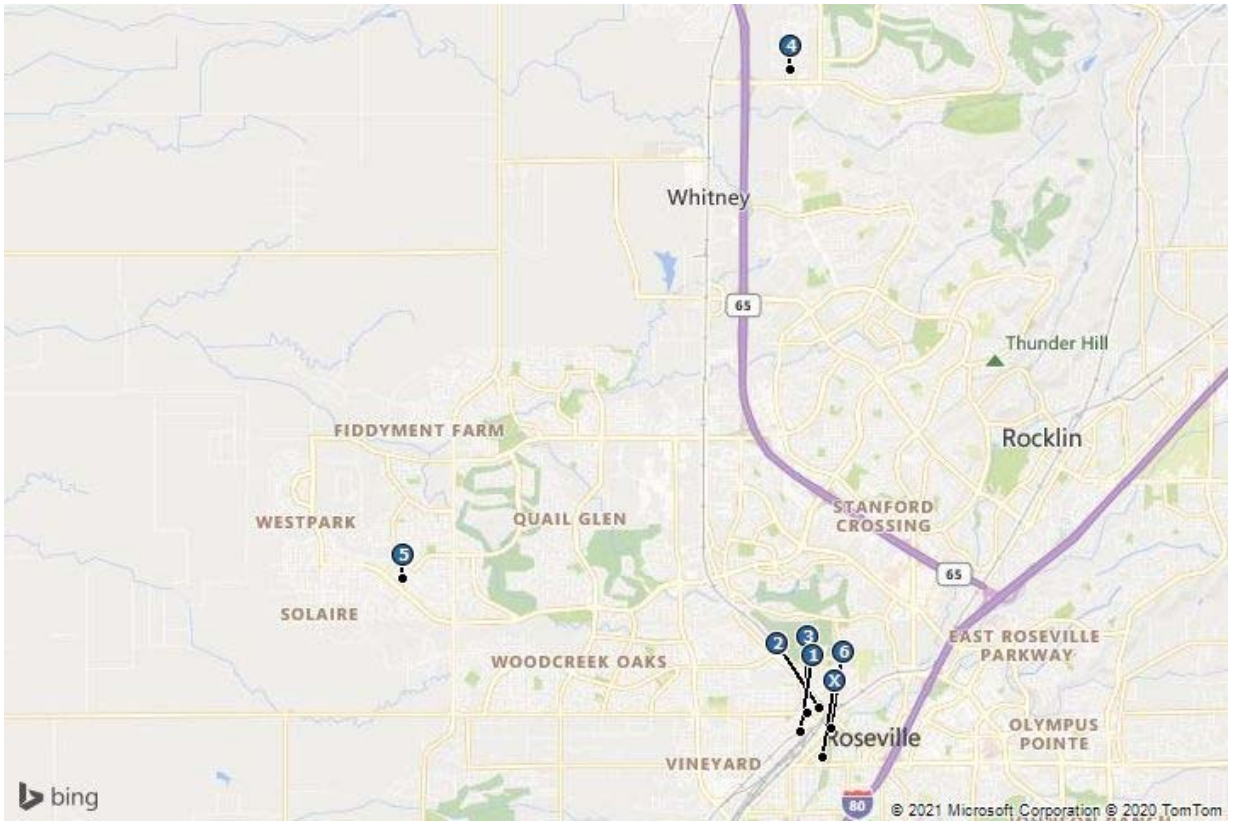 4
Whitney
65
Thunder Hill
FIDDYMENT FARM
Rocklin
STANFORD
CROSSING
WESTPARK
QUAIL GLEN
5
65
SOLAIRE
2
3
1
6
EAST ROSEVILLE
PARKWAY
WOODCREEK OAKS
X
OLYMPUS
POINTE
Roseville
VINEYARD
bing
80
© 2021 Microsoft Corporation © 2020 TomTom